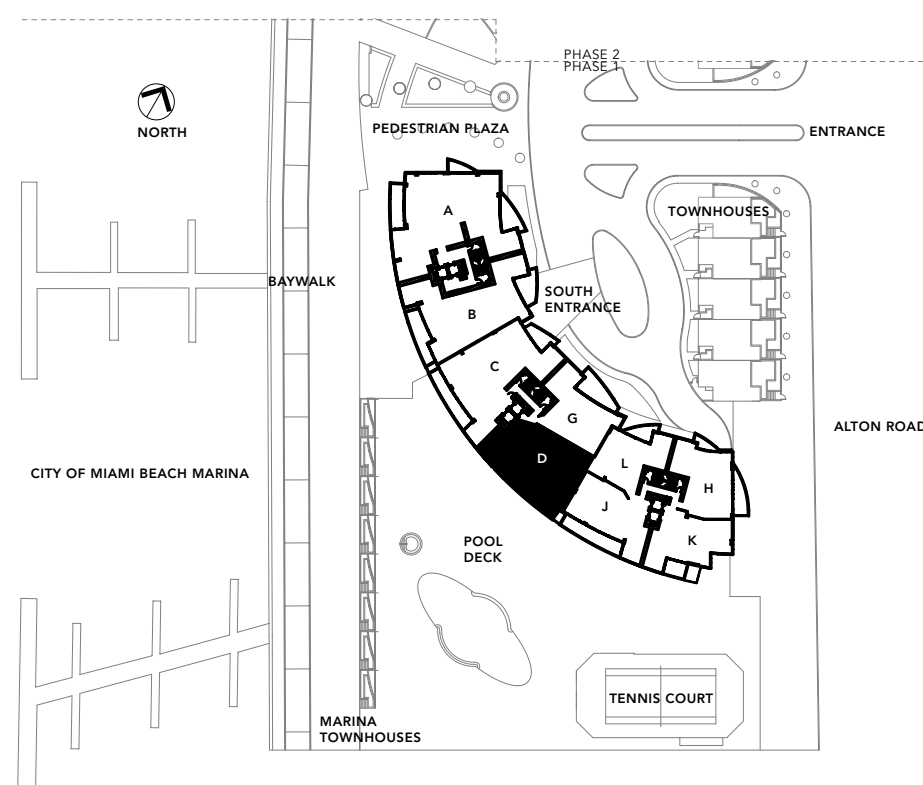 PHASE 2
PHASE 1
NORTH
PEDESTRIAN PLAZA
ENTRANCE
A
TOWNHOUSES
BAYWALK
SOUTH
ENTRANCE
B
C
G
ALTON ROAD
D
L
CITY OF MIAMI BEACH MARINA
H
J
K
POOL
DECK
TENNIS COURT
MARINA
TOWNHOUSES